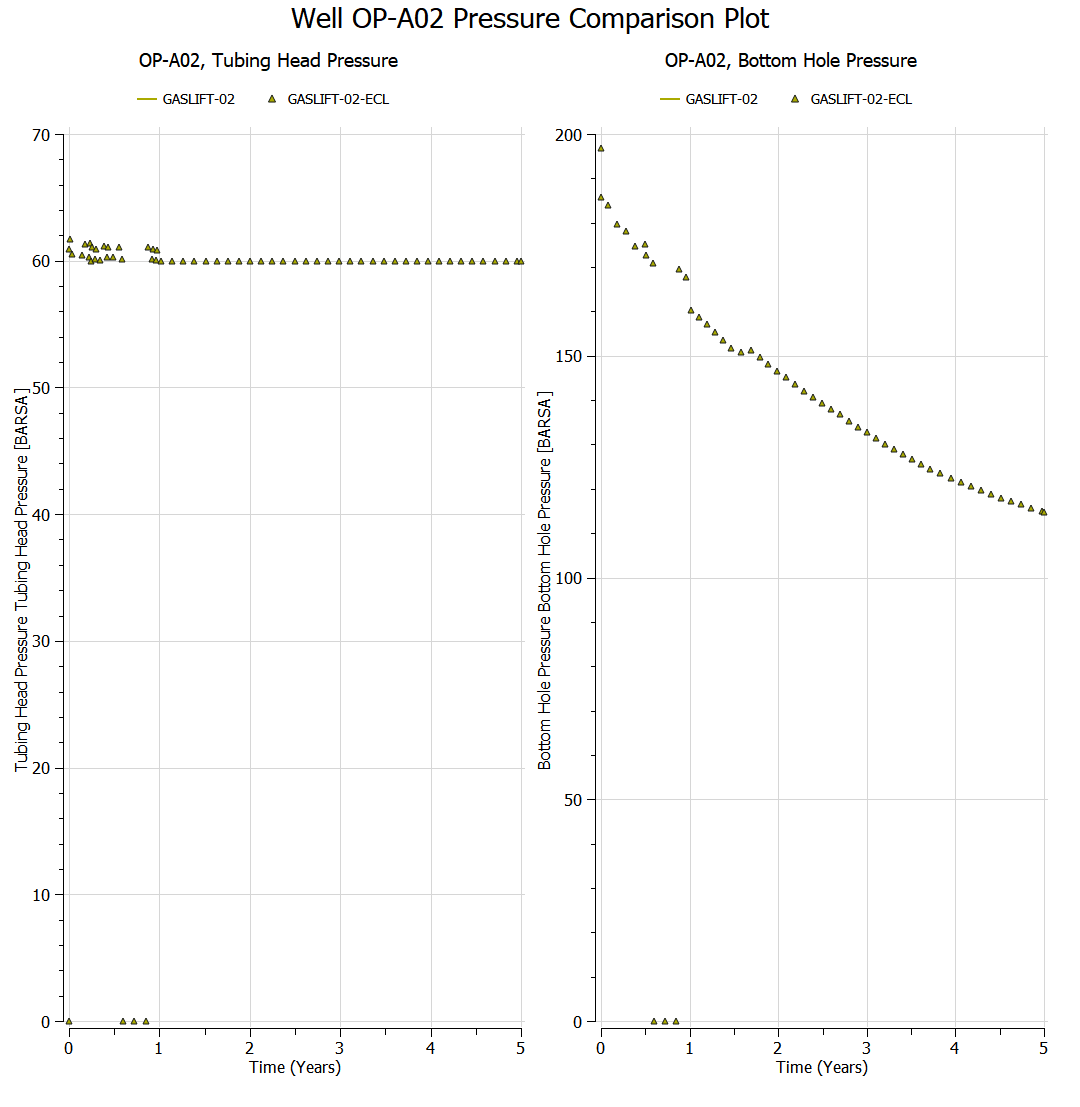 Well OP-A02 Pressure Comparison Plot
OP-A02, Tubing Head Pressure
GASLIFT-02 GASLIFT-02-ECL
70
60
50
40
30
20
10
0
Tubing Head Pressure Tubing Head Pressure [BARSA]
0 1 2 3 4 5
Time (Years)
OP-A02, Bottom Hole Pressure
GASLIFT-02 GASLIFT-02-ECL
200
150
100
50
0
Bottom Hole Pressure Bottom Hole Pressure [BARSA]
0 1 2 3 4 5
Time (Years)